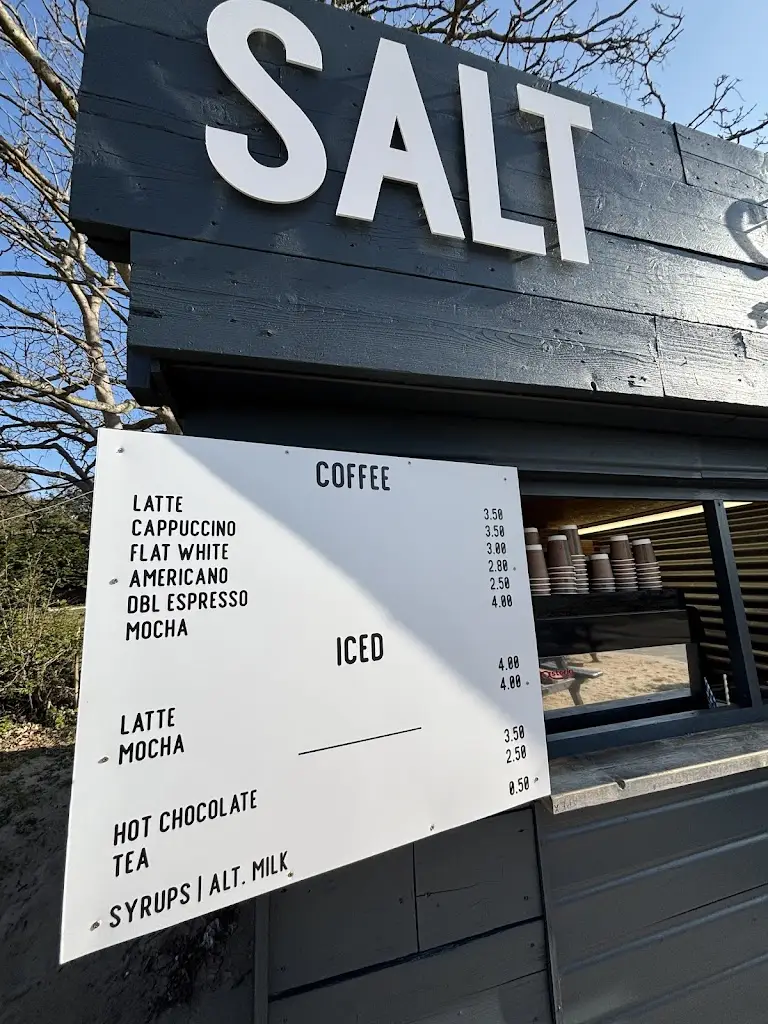 SALT
COFFEE
LATTE 3.50
CAPPUCCINO 3.50
FLAT WHITE 3.00
AMERICANO 2.80
DBL ESPRESSO 2.50
MOCHA 4.00
ICED
LATTE 4.00
MOCHA 4.00
HOT CHOCOLATE 3.50
TEA 2.50
SYRUPS | ALT. MILK 0.50